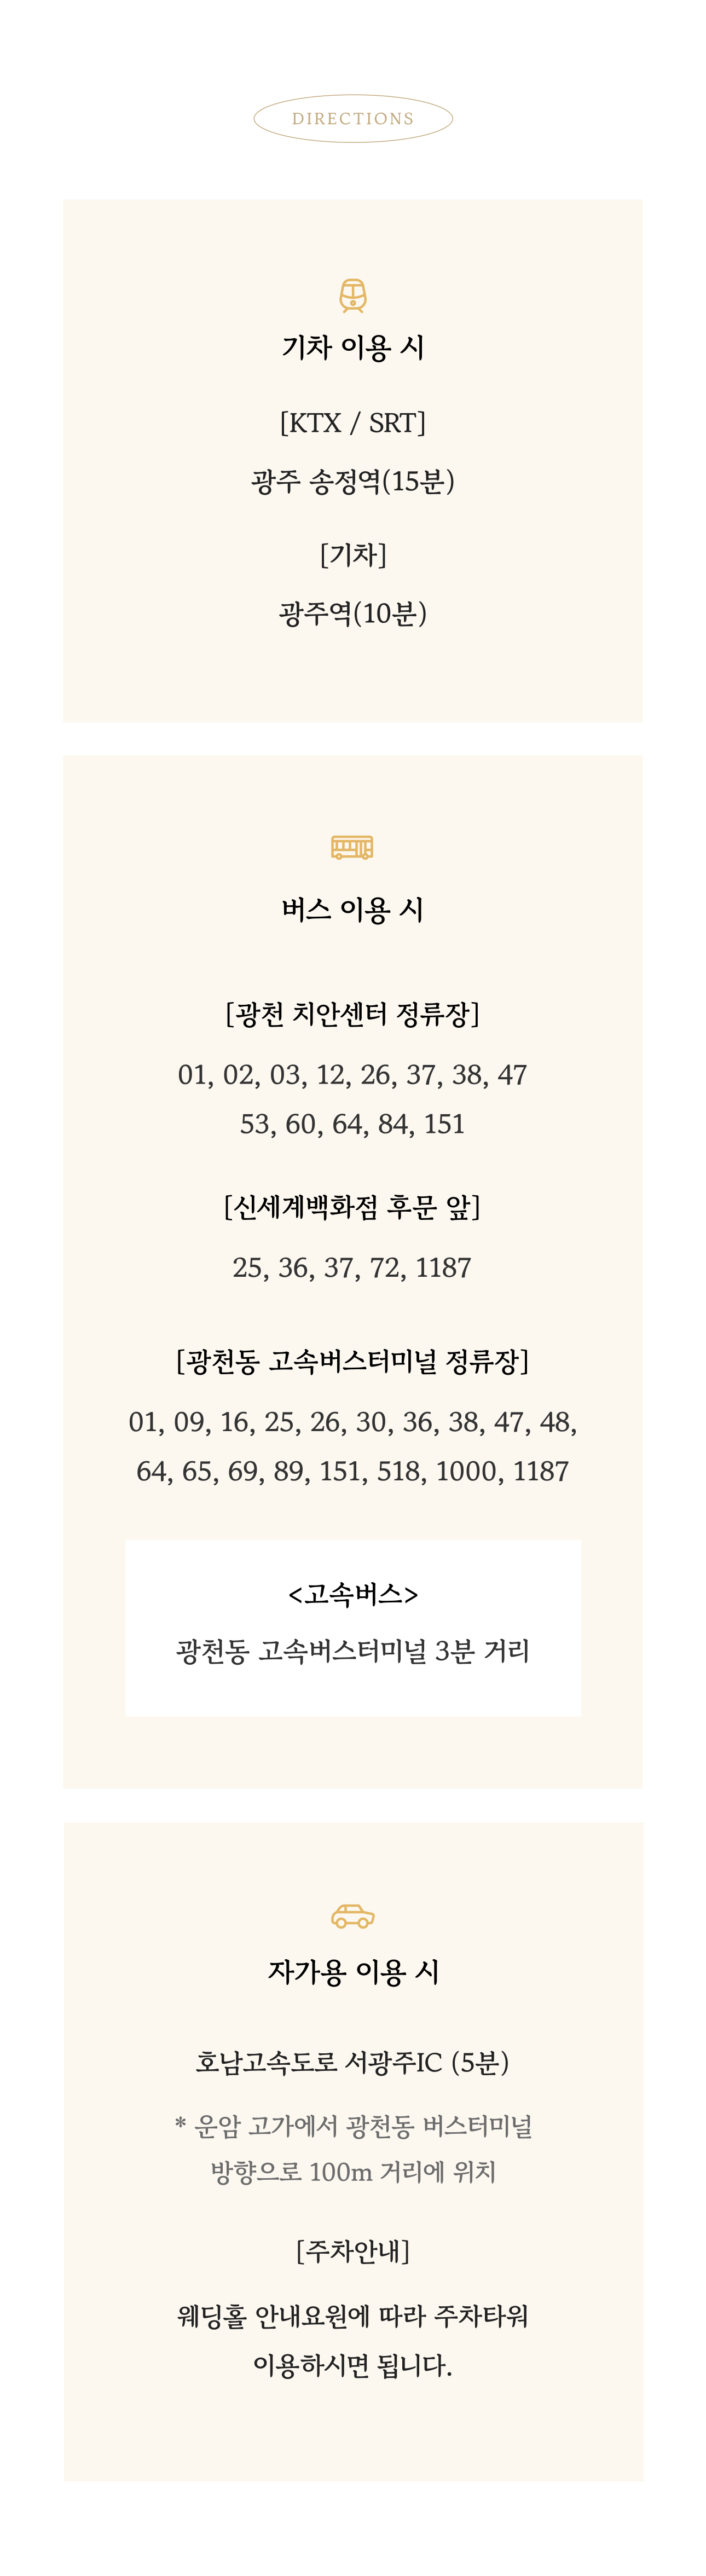 DIRECTIONS
기차 이용 시
[KTX / SRT]
광주 송정역(15분)
[기차]
광주역(10분)
버스 이용 시
[광천 치안센터 정류장]
01, 02, 03, 12, 26, 37, 38, 47
53, 60, 64, 84, 151
[신세계백화점 후문 앞]
25, 36, 37, 72, 1187
[광천동 고속버스터미널 정류장]
01, 09, 16, 25, 26, 30, 36, 38, 47, 48,
64, 65, 69, 89, 151, 518, 1000, 1187
<고속버스>
광천동 고속버스터미널 3분 거리
자가용 이용 시
호남고속도로 서광주IC (5분)
* 운암 고가에서 광천동 버스터미널
방향으로 100m 거리에 위치
[주차안내]
웨딩홀 안내요원에 따라 주차타워
이용하시면 됩니다.